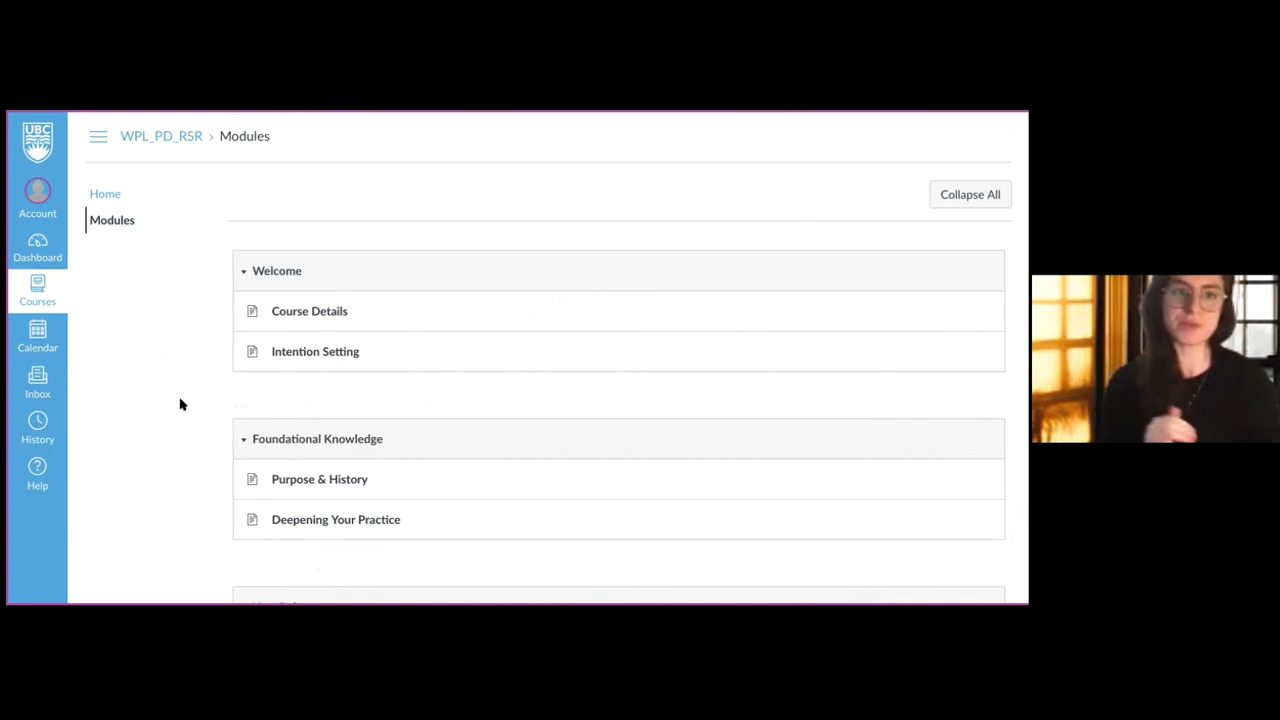 UBC
WPL_PD_RSR › Modules
Account
Dashboard
Courses
Calendar
Inbox
History
Help
Home
Modules
Collapse All
Welcome
Course Details
Intention Setting
Foundational Knowledge
Purpose & History
Deepening Your Practice